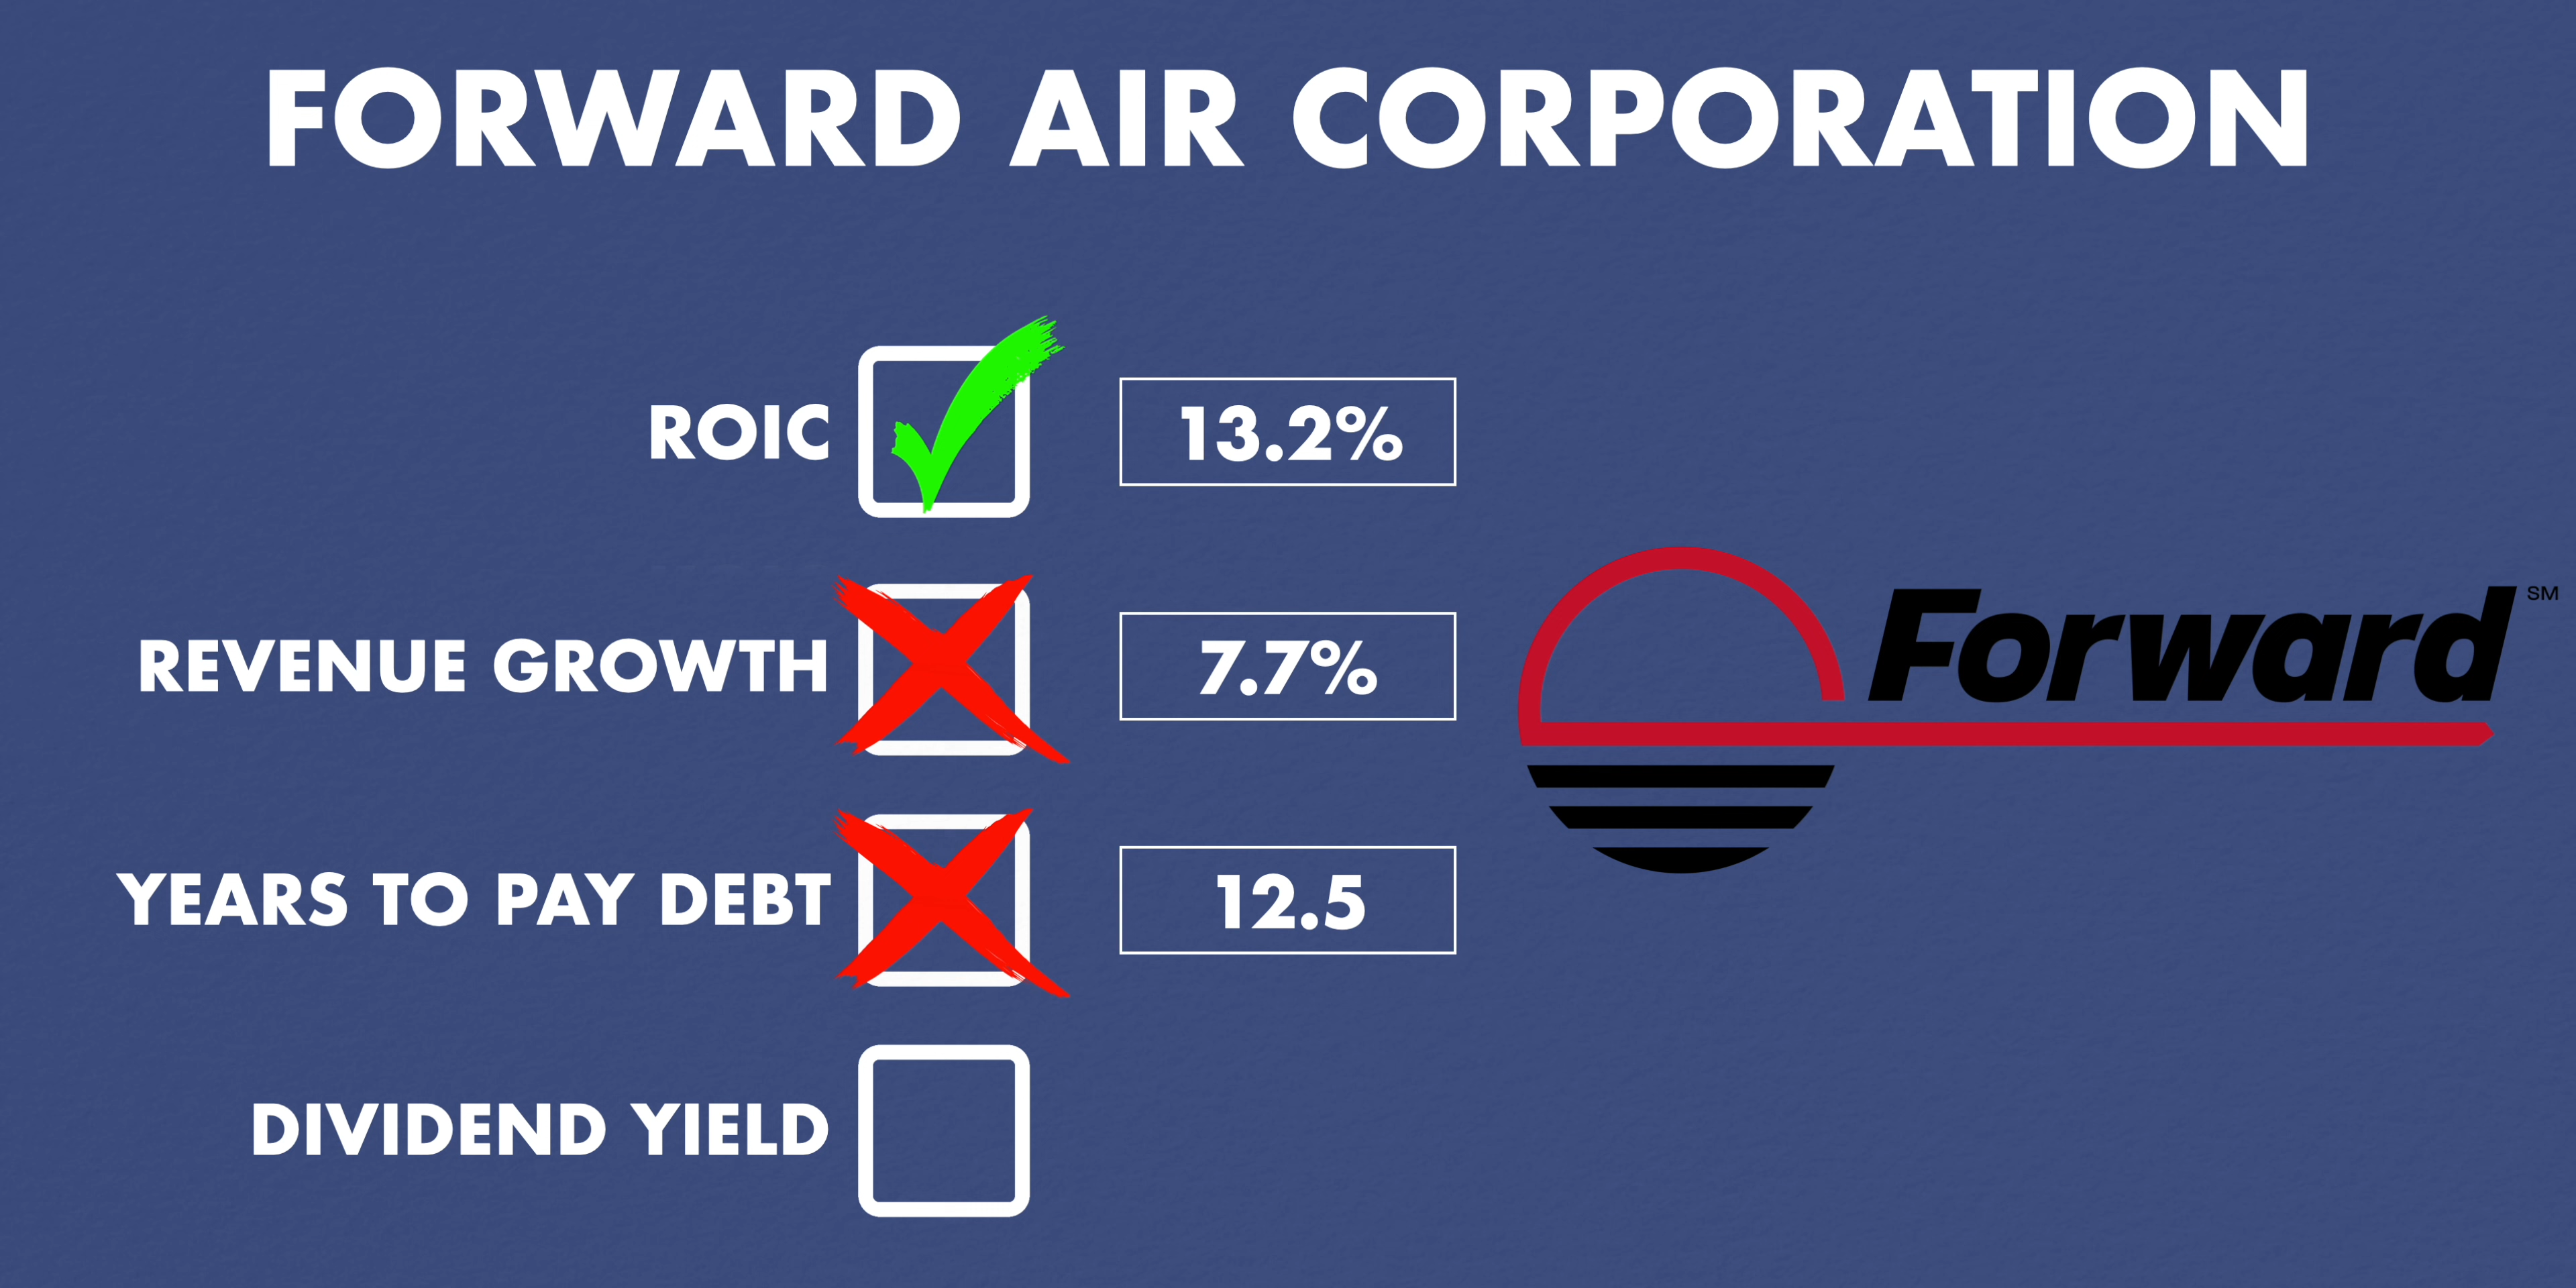 FORWARD AIR CORPORATION
ROIC 13.2%
REVENUE GROWTH 7.7%
Forward SM
YEARS TO PAY DEBT 12.5
DIVIDEND YIELD